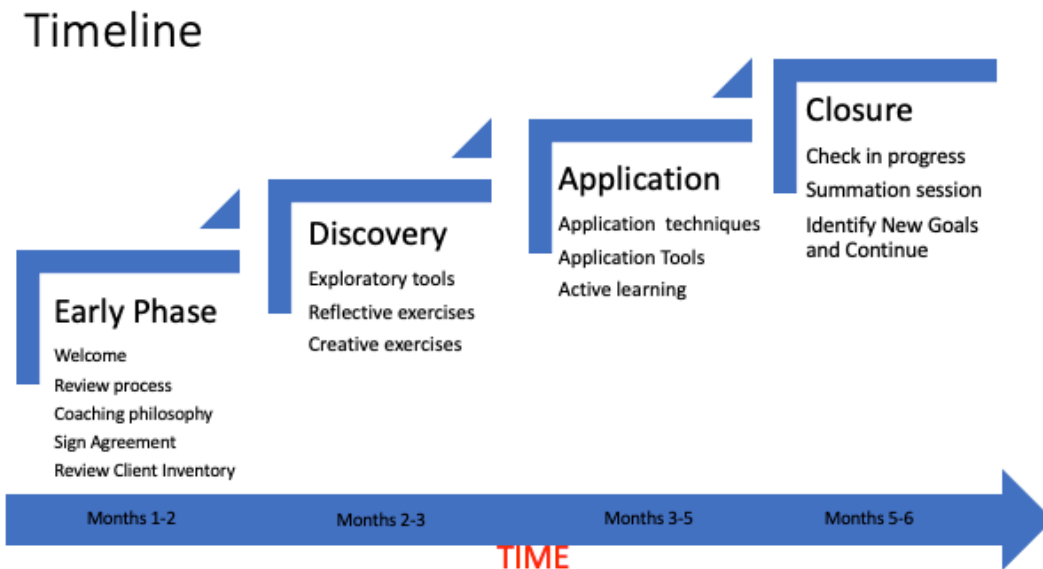 Timeline
Early Phase
Welcome
Review process
Coaching philosophy
Sign Agreement
Review Client Inventory
Discovery
Exploratory tools
Reflective exercises
Creative exercises
Application
Application techniques
Application Tools
Active learning
Closure
Check in progress
Summation session
Identify New Goals
and Continue
Months 1-2
Months 2-3
Months 3-5
Months 5-6
TIME